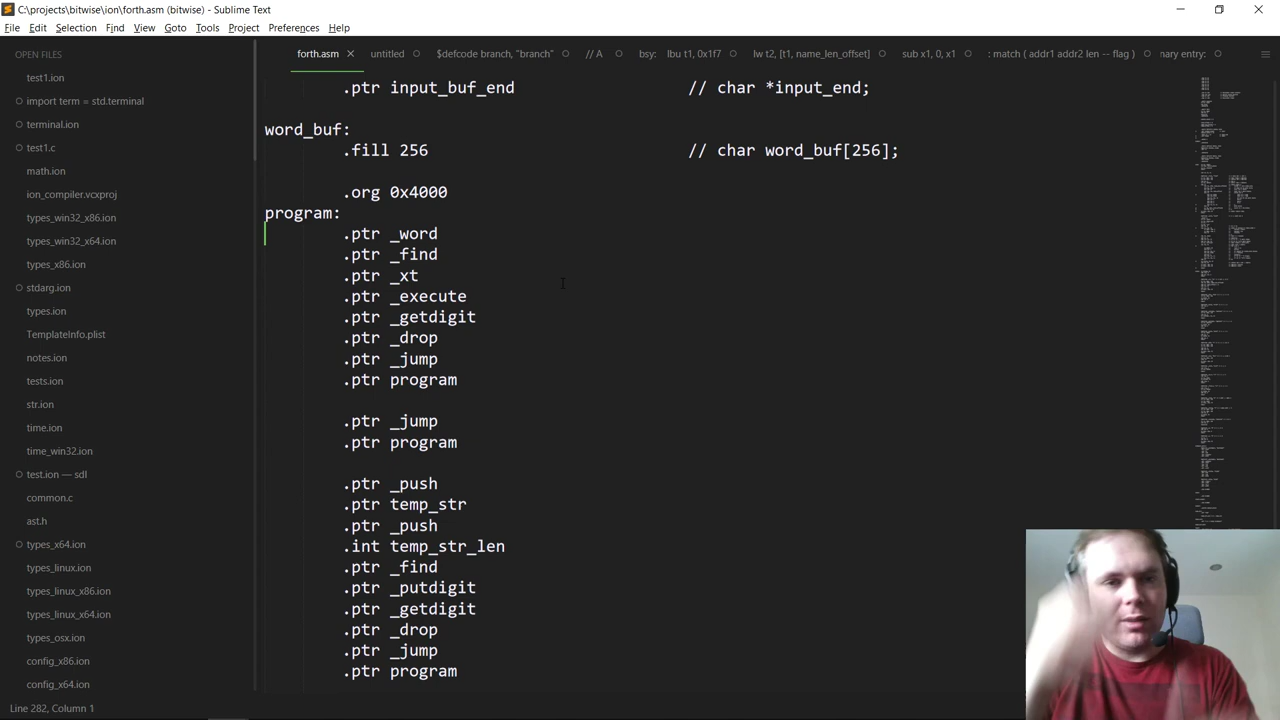 C:\projects\bitwise\ion\forth.asm (bitwise) - Sublime Text
File Edit Selection Find View Goto Tools Project Preferences Help
OPEN FILES
test1.ion
import term = std.terminal
terminal.ion
test1.c
math.ion
ion_compiler.vcxproj
types_win32_x86.ion
types_win32_x64.ion
types_x86.ion
stdarg.ion
types.ion
TemplateInfo.plist
notes.ion
tests.ion
str.ion
time.ion
time_win32.ion
test.ion — sdl
common.c
ast.h
types_x64.ion
types_linux.ion
types_linux_x86.ion
types_linux_x64.ion
types_osx.ion
config_x86.ion
config_x64.ion
forth.asm untitled $defcode branch, "branch" // A bsy: lbu t1, 0x1f7 lw t2, [t1, name_len_offset] sub x1, 0, x1 : match ( addr1 addr2 len -- flag ) nary entry:
.ptr input_buf_end // char *input_end;
word_buf:
.fill 256 // char word_buf[256];
.org 0x4000
program:
.ptr _word
.ptr _find
.ptr _xt
.ptr _execute
.ptr _getdigit
.ptr _drop
.ptr _jump
.ptr program
.ptr _jump
.ptr program
.ptr _push
.ptr temp_str
.ptr _push
.int temp_str_len
.ptr _find
.ptr _putdigit
.ptr _getdigit
.ptr _drop
.ptr _jump
.ptr program
Line 282, Column 1